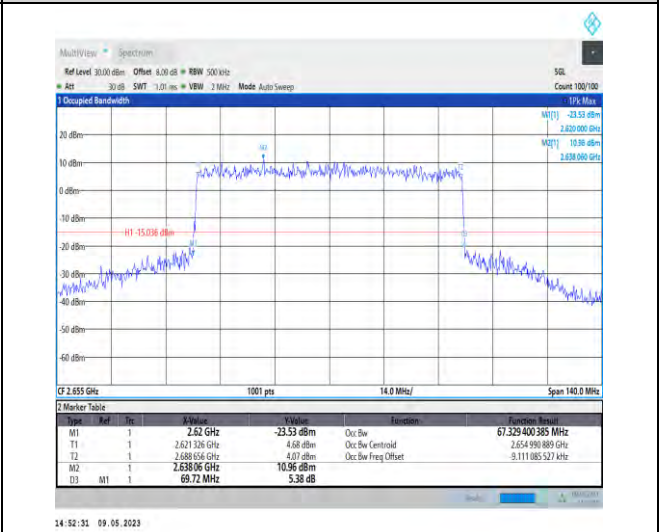 MultiView Spectrum
Ref Level 30.00 dBm Offset 8.00 dB RBW 500 kHz SGL
Att 30 dB SWT 1.01 ms VBW 2 MHz Mode Auto Sweep Count 100/100
1 Occupied Bandwidth 1Pk Max
M1[1] -23.53 dBm
2.620 000 GHz
M2[1] 10.96 dBm
2.638 060 GHz
20 dBm
M2
10 dBm
0 dBm
-10 dBm
H1 -15.036 dBm
-20 dBm
M1
-30 dBm
-40 dBm
-50 dBm
-60 dBm
CF 2.655 GHz 1001 pts 14.0 MHz/ Span 140.0 MHz
2 Marker Table
Type Ref Trc X-Value Y-Value Function Function Result
M1 1 2.62 GHz -23.53 dBm Occ Bw 67.329 400 385 MHz
T1 1 2.621 326 GHz 4.68 dBm Occ Bw Centroid 2.654 990 889 GHz
T2 1 2.688 656 GHz 4.07 dBm Occ Bw Freq Offset -9.111 085 527 kHz
M2 1 2.638 06 GHz 10.96 dBm
D3 M1 1 69.72 MHz 5.38 dB
14:52:31 09.05.2023